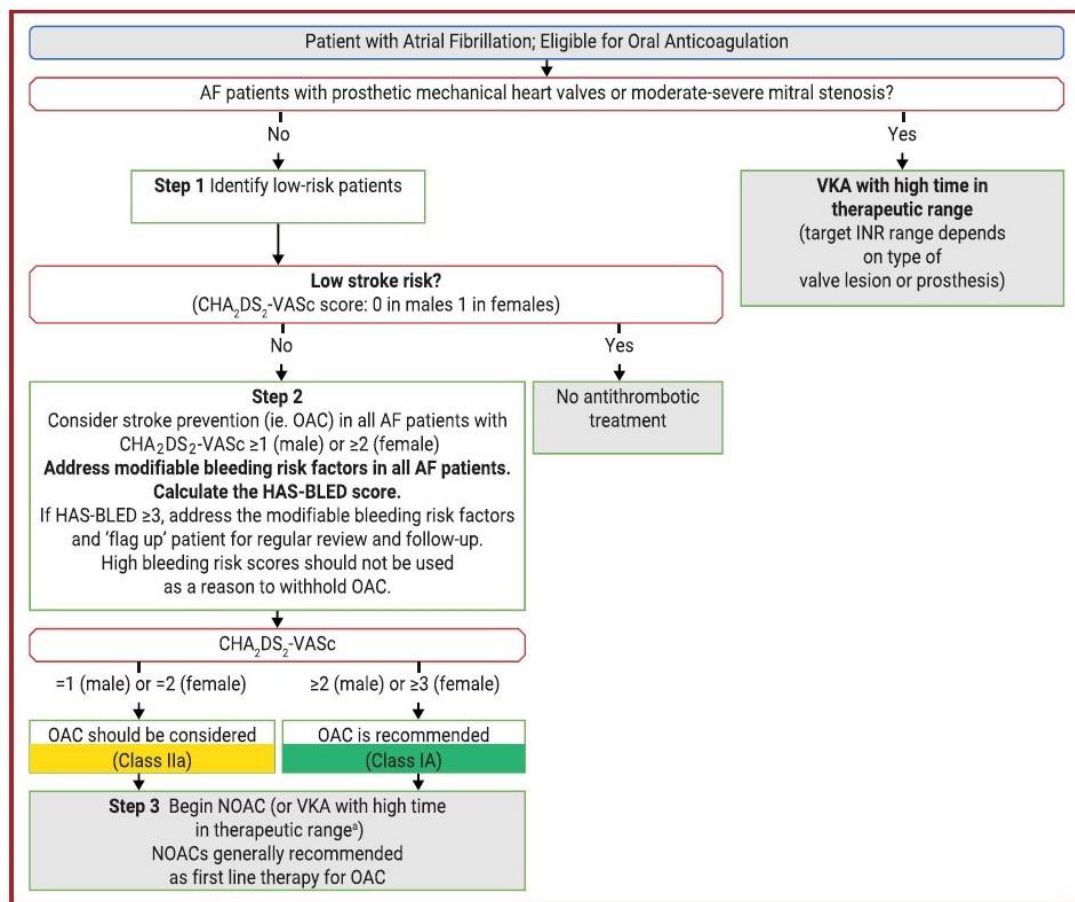 Patient with Atrial Fibrillation; Eligible for Oral Anticoagulation
AF patients with prosthetic mechanical heart valves or moderate-severe mitral stenosis?
No
Yes
Step 1 Identify low-risk patients
VKA with high time in
therapeutic range
(target INR range depends
on type of
valve lesion or prosthesis)
Low stroke risk?
(CHA₂DS₂-VASc score: 0 in males 1 in females)
No
Yes
Step 2
Consider stroke prevention (ie. OAC) in all AF patients with
CHA₂DS₂-VASc ≥1 (male) or ≥2 (female)
Address modifiable bleeding risk factors in all AF patients.
Calculate the HAS-BLED score.
If HAS-BLED ≥3, address the modifiable bleeding risk factors
and ‘flag up’ patient for regular review and follow-up.
High bleeding risk scores should not be used
as a reason to withhold OAC.
No antithrombotic
treatment
CHA₂DS₂-VASc
=1 (male) or =2 (female)
≥2 (male) or ≥3 (female)
OAC should be considered
(Class IIa)
OAC is recommended
(Class IA)
Step 3 Begin NOAC (or VKA with high time
in therapeutic rangeᵃ)
NOACs generally recommended
as first line therapy for OAC